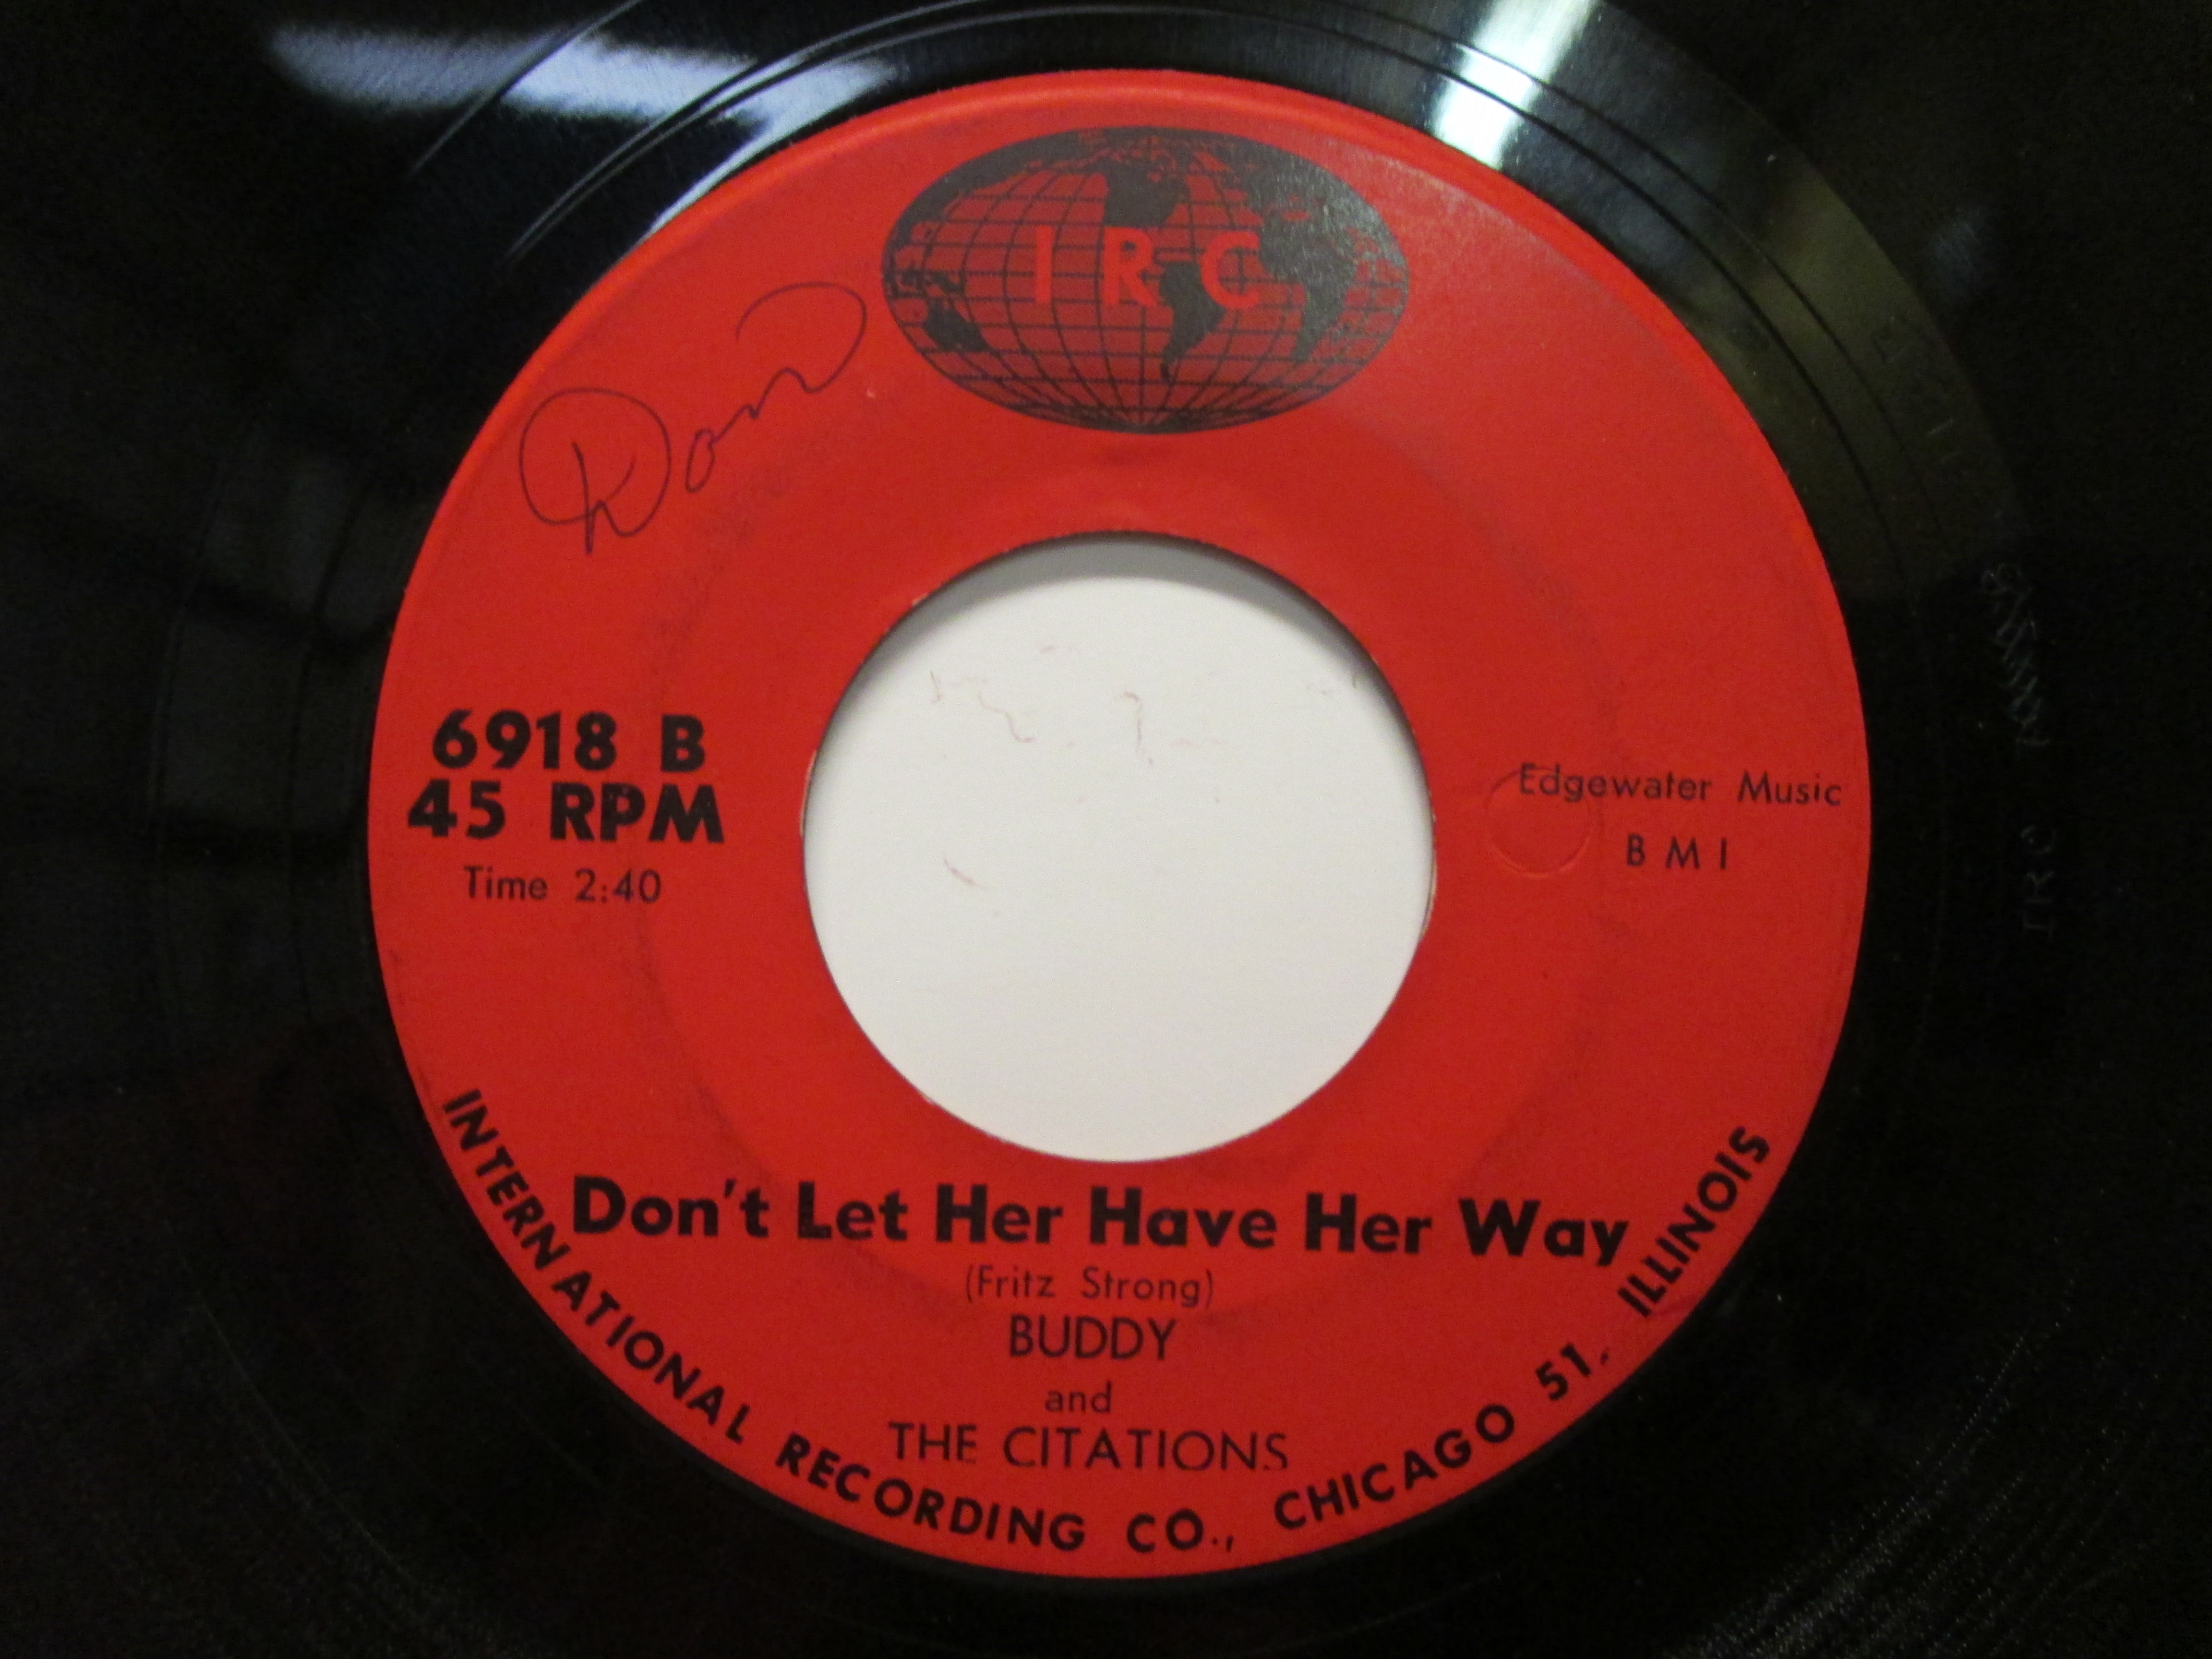 I R C
Don
6918 B
45 RPM
Time 2:40
Edgewater Music
B M I
Don't Let Her Have Her Way
(Fritz Strong)
BUDDY
and
THE CITATIONS
INTERNATIONAL RECORDING CO., CHICAGO 51, ILLINOIS
IRC